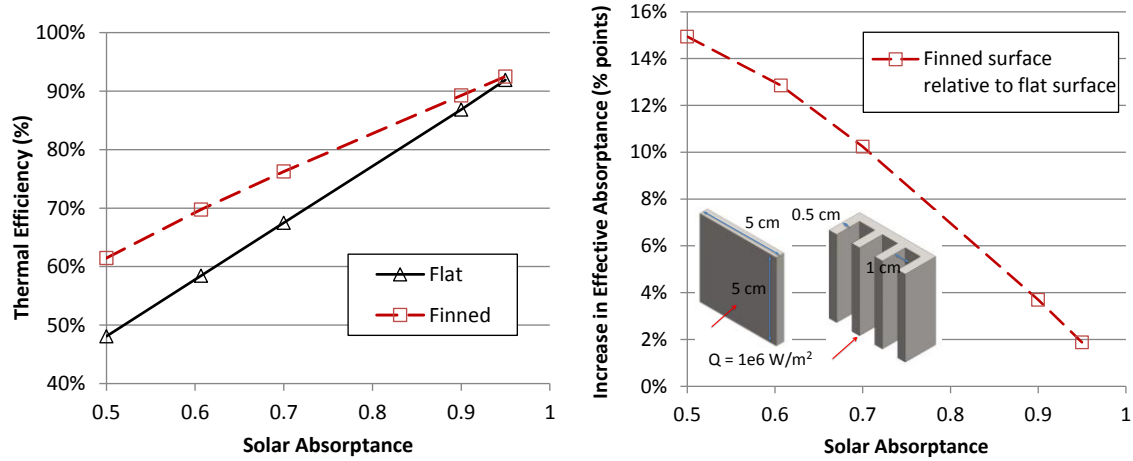 Thermal Efficiency (%)
100%
90%
80%
70%
60%
50%
40%
0.5 0.6 0.7 0.8 0.9 1
Solar Absorptance
Flat
Finned
Increase in Effective Absorptance (% points)
16%
14%
12%
10%
8%
6%
4%
2%
0%
0.5 0.6 0.7 0.8 0.9 1
Solar Absorptance
Finned surface
relative to flat surface
5 cm
5 cm
0.5 cm
1 cm
Q = 1e6 W/m²